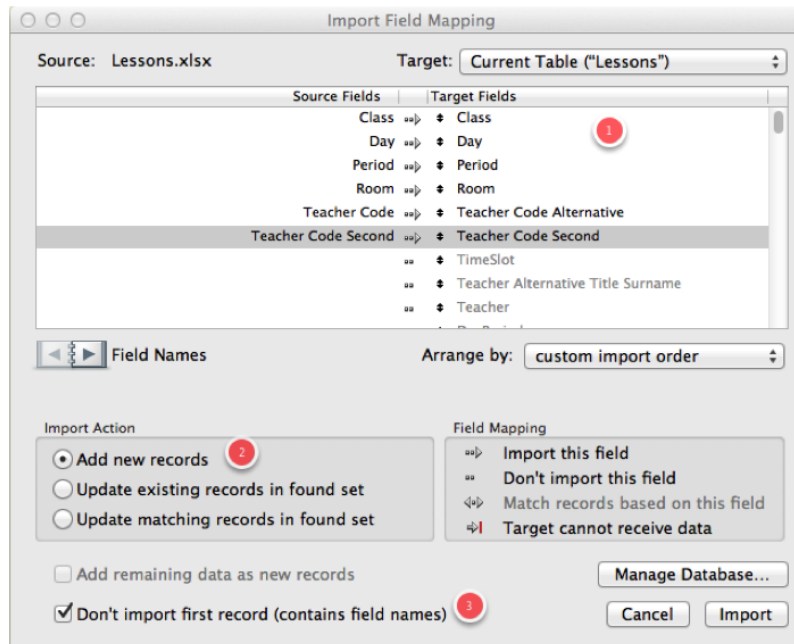 Import Field Mapping
Source: Lessons.xlsx Target: Current Table ("Lessons")
Source Fields Target Fields
Class Class 1
Day Day
Period Period
Room Room
Teacher Code Teacher Code Alternative
Teacher Code Second Teacher Code Second
TimeSlot
Teacher Alternative Title Surname
Teacher
Field Names Arrange by: custom import order
Import Action Field Mapping
Add new records 2 Import this field
Don't import this field
Update existing records in found set Match records based on this field
Update matching records in found set Target cannot receive data
Add remaining data as new records Manage Database...
Don't import first record (contains field names) 3 Cancel Import